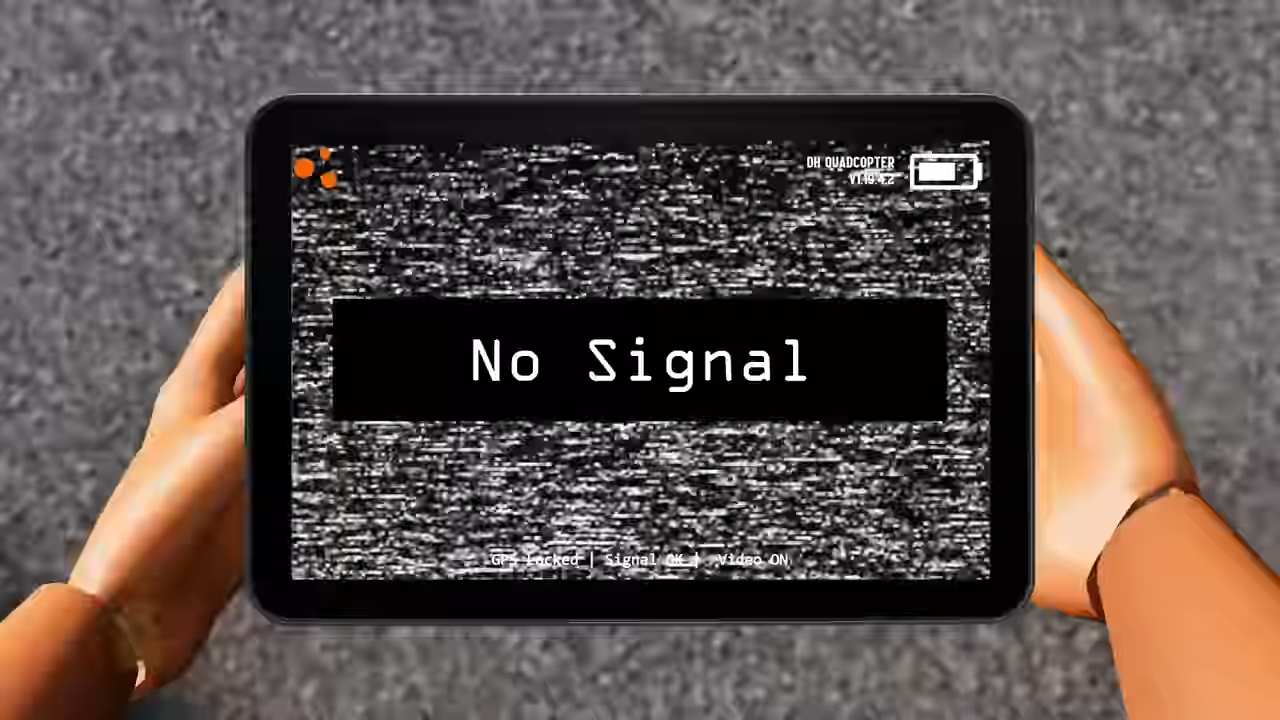 DH QUADCOPTER
V1.19.4.2
No Signal
GPS Locked | Signal OK | Video ON